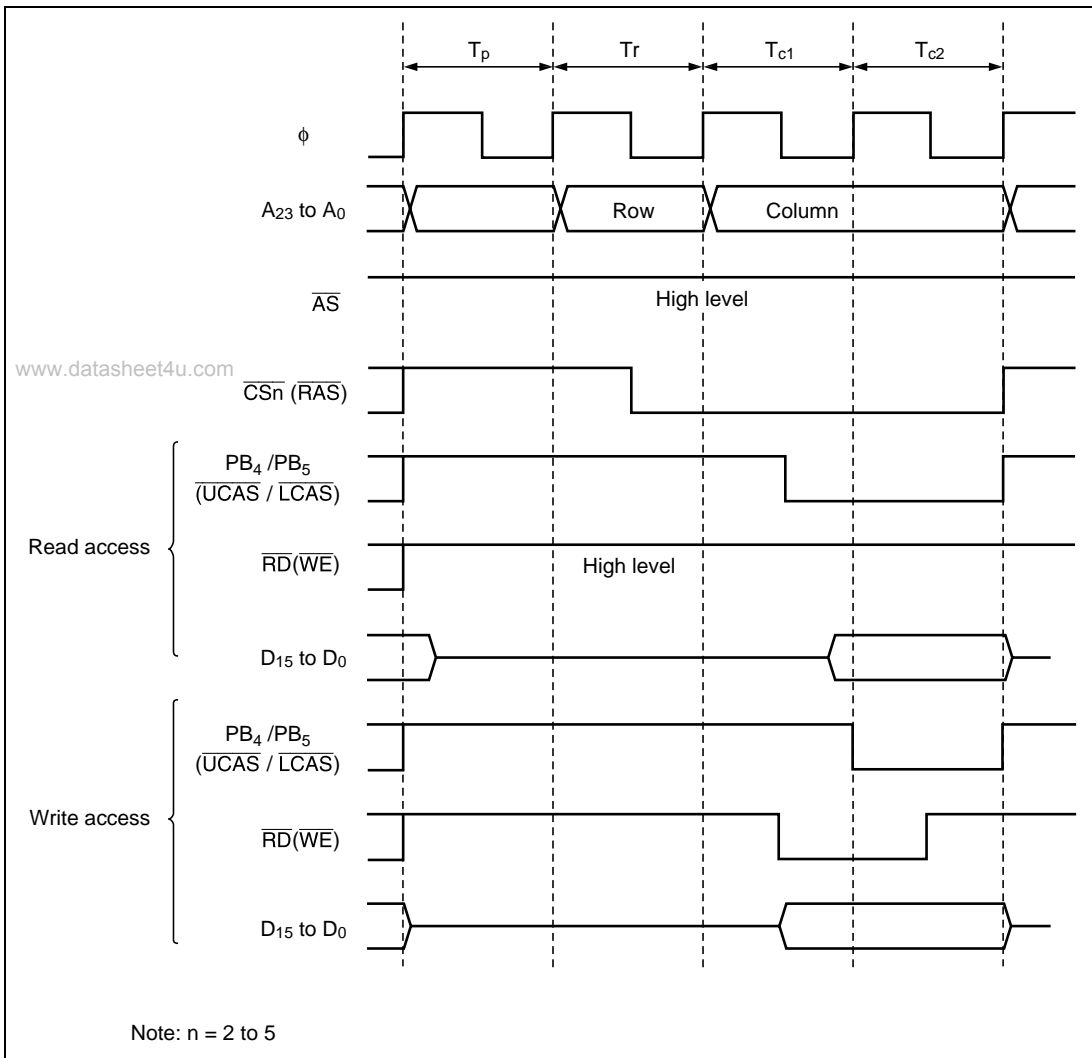 Tp Tr Tc1 Tc2
φ
A23 to A0 Row Column
AS High level
www.datasheet4u.com
CSn (RAS)
PB4 /PB5
(UCAS / LCAS)
Read access
RD(WE) High level
D15 to D0
PB4 /PB5
(UCAS / LCAS)
Write access
RD(WE)
D15 to D0
Note: n = 2 to 5